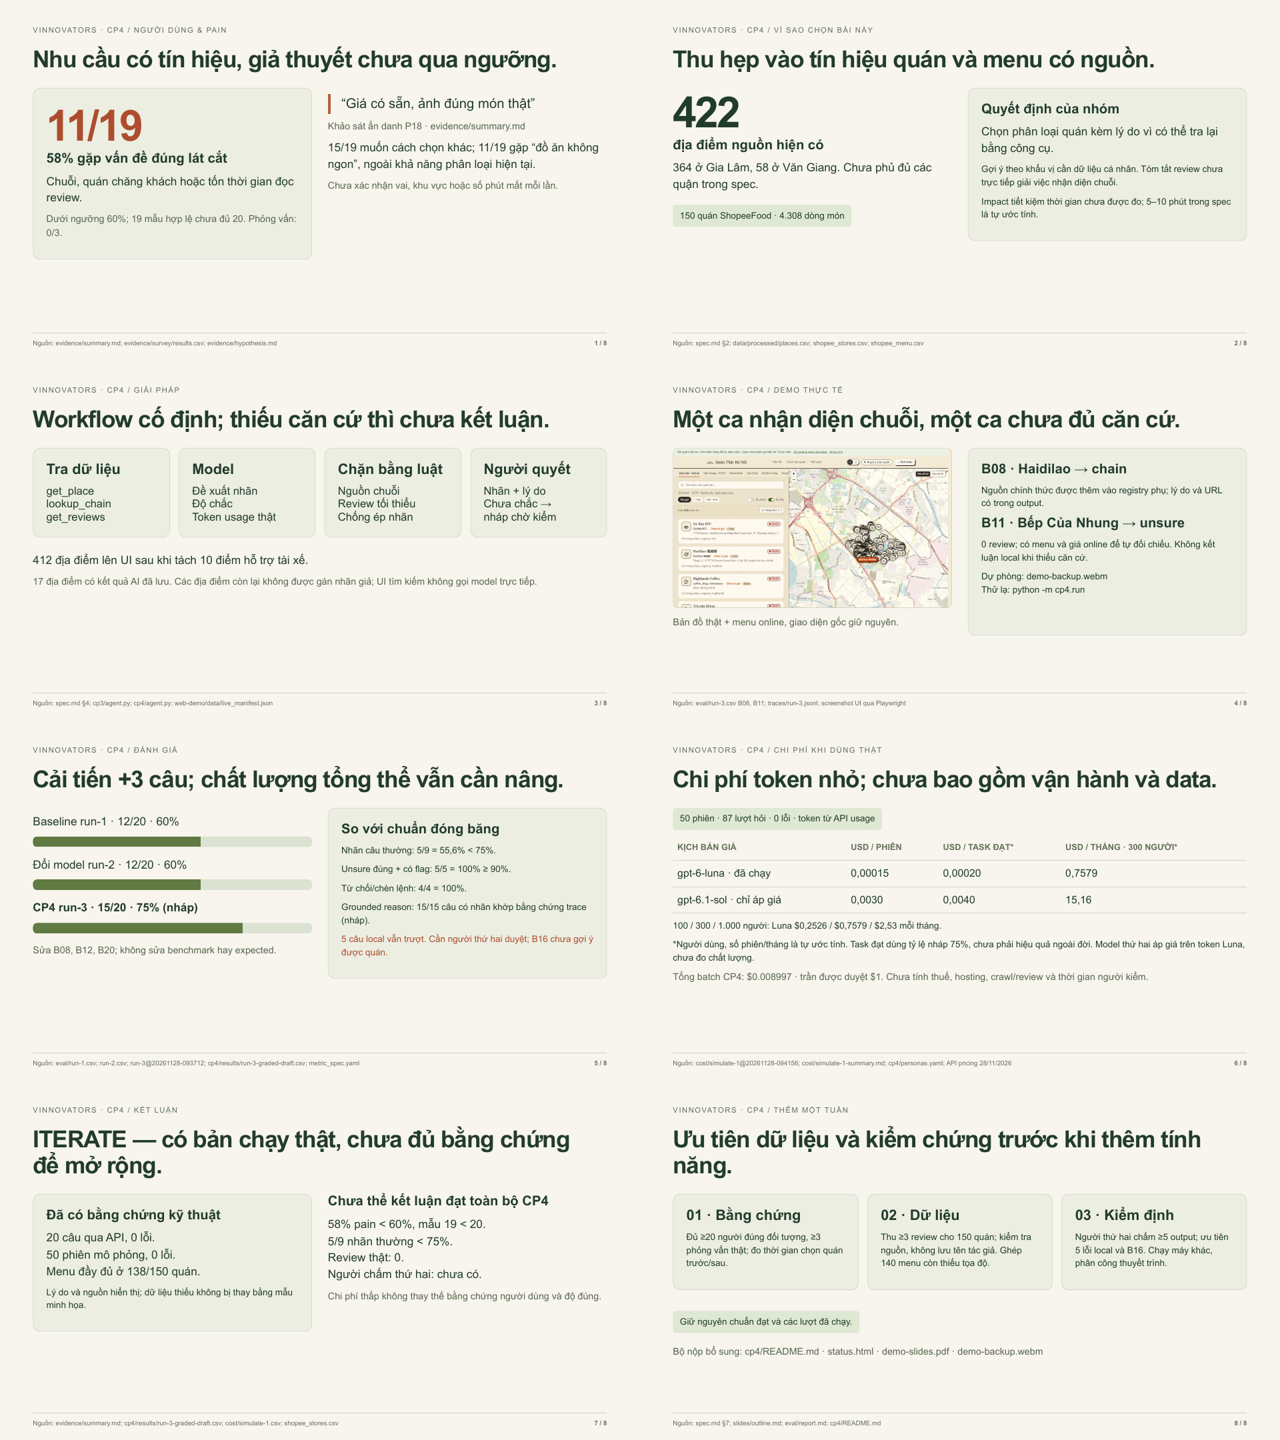 VINNOVATORS · CP4 / NGƯỜI DÙNG & PAIN
Nhu cầu có tín hiệu, giả thuyết chưa qua ngưỡng.
11/19
58% gặp vấn đề đúng lát cắt
Chuỗi, quán chăng khách hoặc tốn thời gian đọc
review.
Dưới ngưỡng 60%; 19 mẫu hợp lệ chưa đủ 20. Phỏng vấn:
0/3.
“Giá có sẵn, ảnh đúng món thật”
Khảo sát ẩn danh P18 · evidence/summary.md
15/19 muốn cách chọn khác; 11/19 gặp “đồ ăn không
ngon”, ngoài khả năng phân loại hiện tại.
Chưa xác nhận vai, khu vực hoặc số phút mất mỗi lần.
Nguồn: evidence/summary.md; evidence/survey/results.csv; evidence/hypothesis.md
1 / 8
VINNOVATORS · CP4 / VÌ SAO CHỌN BÀI NÀY
Thu hẹp vào tín hiệu quán và menu có nguồn.
422
địa điểm nguồn hiện có
364 ở Gia Lâm, 58 ở Văn Giang. Chưa phủ đủ các
quận trong spec.
150 quán ShopeeFood · 4.308 dòng món
Quyết định của nhóm
Chọn phân loại quán kèm lý do vì có thể tra lại
bằng công cụ.
Gợi ý theo khẩu vị cần dữ liệu cá nhân. Tóm tắt review chưa
trực tiếp giải việc nhận diện chuỗi.
Impact tiết kiệm thời gian chưa được đo; 5–10 phút trong spec
là tự ước tính.
Nguồn: spec.md §2; data/processed/places.csv; shopee_stores.csv; shopee_menu.csv
2 / 8
VINNOVATORS · CP4 / GIẢI PHÁP
Workflow cố định; thiếu căn cứ thì chưa kết luận.
Tra dữ liệu
get_place
lookup_chain
get_reviews
Model
Đề xuất nhãn
Độ chắc
Token usage thật
Chặn bằng luật
Nguồn chuỗi
Review tối thiểu
Chống ép nhãn
Người quyết
Nhãn + lý do
Chưa chắc →
nháp chờ kiểm
412 địa điểm lên UI sau khi tách 10 điểm hỗ trợ tài xế.
17 địa điểm có kết quả AI đã lưu. Các địa điểm còn lại không được gán nhãn giả; UI tìm kiếm không gọi model trực tiếp.
Nguồn: spec.md §4; cp3/agent.py; cp4/agent.py; web-demo/data/live_manifest.json
3 / 8
VINNOVATORS · CP4 / DEMO THỰC TẾ
Một ca nhận diện chuỗi, một ca chưa đủ căn cứ.
Bản đồ thật + menu online, giao diện gốc giữ nguyên.
B08 · Haidilao → chain
Nguồn chính thức được thêm vào registry phụ; lý do và URL
có trong output.
B11 · Bếp Của Nhung → unsure
0 review; có menu và giá online để tự đối chiếu. Không kết
luận local khi thiếu căn cứ.
Dự phòng: demo-backup.webm
Thử lạ: python -m cp4.run
Nguồn: eval/run-3.csv B08, B11; traces/run-3.jsonl; screenshot UI qua Playwright
4 / 8
VINNOVATORS · CP4 / ĐÁNH GIÁ
Cải tiến +3 câu; chất lượng tổng thể vẫn cần nâng.
Baseline run-1 · 12/20 · 60%
Đổi model run-2 · 12/20 · 60%
CP4 run-3 · 15/20 · 75% (nháp)
Sửa B08, B12, B20; không sửa benchmark hay expected.
So với chuẩn đóng băng
Nhãn câu thường: 5/9 = 55,6% < 75%.
Unsure đúng + có flag: 5/5 = 100% ≥ 90%.
Từ chối/chèn lệnh: 4/4 = 100%.
Grounded reason: 15/15 câu có nhãn khớp bằng chứng trace
(nháp).
5 câu local vẫn trượt. Cần người thứ hai duyệt; B16 chưa gợi ý
được quán.
Nguồn: eval/run-1.csv; run-2.csv; run-3@20261128-093712; cp4/results/run-3-graded-draft.csv; metric_spec.yaml
5 / 8
VINNOVATORS · CP4 / CHI PHÍ KHI DÙNG THẬT
Chi phí token nhỏ; chưa bao gồm vận hành và data.
50 phiên · 87 lượt hỏi · 0 lỗi · token từ API usage
KỊCH BẢN GIÁ USD / PHIÊN USD / TASK ĐẠT* USD / THÁNG · 300 NGƯỜI*
gpt-6-luna · đã chạy 0,00015 0,00020 0,7579
gpt-6.1-sol · chỉ áp giá 0,0030 0,0040 15,16
100 / 300 / 1.000 người: Luna $0,2526 / $0,7579 / $2,53 mỗi tháng.
*Người dùng, số phiên/tháng là tự ước tính. Task đạt dùng tỷ lệ nháp 75%, chưa phải hiệu quả ngoài đời. Model thứ hai áp giá trên token Luna,
chưa đo chất lượng.
Tổng batch CP4: $0.008997 · trần được duyệt $1. Chưa tính thuế, hosting, crawl/review và thời gian người kiểm.
Nguồn: cost/simulate-1@20261128-094156; cost/simulate-1-summary.md; cp4/personas.yaml; API pricing 28/11/2026
6 / 8
VINNOVATORS · CP4 / KẾT LUẬN
ITERATE — có bản chạy thật, chưa đủ bằng chứng
để mở rộng.
Đã có bằng chứng kỹ thuật
20 câu qua API, 0 lỗi.
50 phiên mô phỏng, 0 lỗi.
Menu đầy đủ ở 138/150 quán.
Lý do và nguồn hiển thị; dữ liệu thiếu không bị thay bằng mẫu
minh họa.
Chưa thể kết luận đạt toàn bộ CP4
58% pain < 60%, mẫu 19 < 20.
5/9 nhãn thường < 75%.
Review thật: 0.
Người chấm thứ hai: chưa có.
Chi phí thấp không thay thế bằng chứng người dùng và độ đúng.
Nguồn: evidence/summary.md; cp4/results/run-3-graded-draft.csv; cost/simulate-1.csv; shopee_stores.csv
7 / 8
VINNOVATORS · CP4 / THÊM MỘT TUẦN
Ưu tiên dữ liệu và kiểm chứng trước khi thêm tính
năng.
01 · Bằng chứng
Đủ ≥20 người đúng đối tượng, ≥3
phỏng vấn thật; đo thời gian chọn quán
trước/sau.
02 · Dữ liệu
Thu ≥3 review cho 150 quán; kiểm tra
nguồn, không lưu tên tác giả. Ghép
140 menu còn thiếu tọa độ.
03 · Kiểm định
Người thứ hai chấm ≥5 output; ưu tiên
5 lỗi local và B16. Chạy máy khác,
phân công thuyết trình.
Giữ nguyên chuẩn đạt và các lượt đã chạy.
Bộ nộp bổ sung: cp4/README.md · status.html · demo-slides.pdf · demo-backup.webm
Nguồn: spec.md §7; slides/outline.md; eval/report.md; cp4/README.md
8 / 8